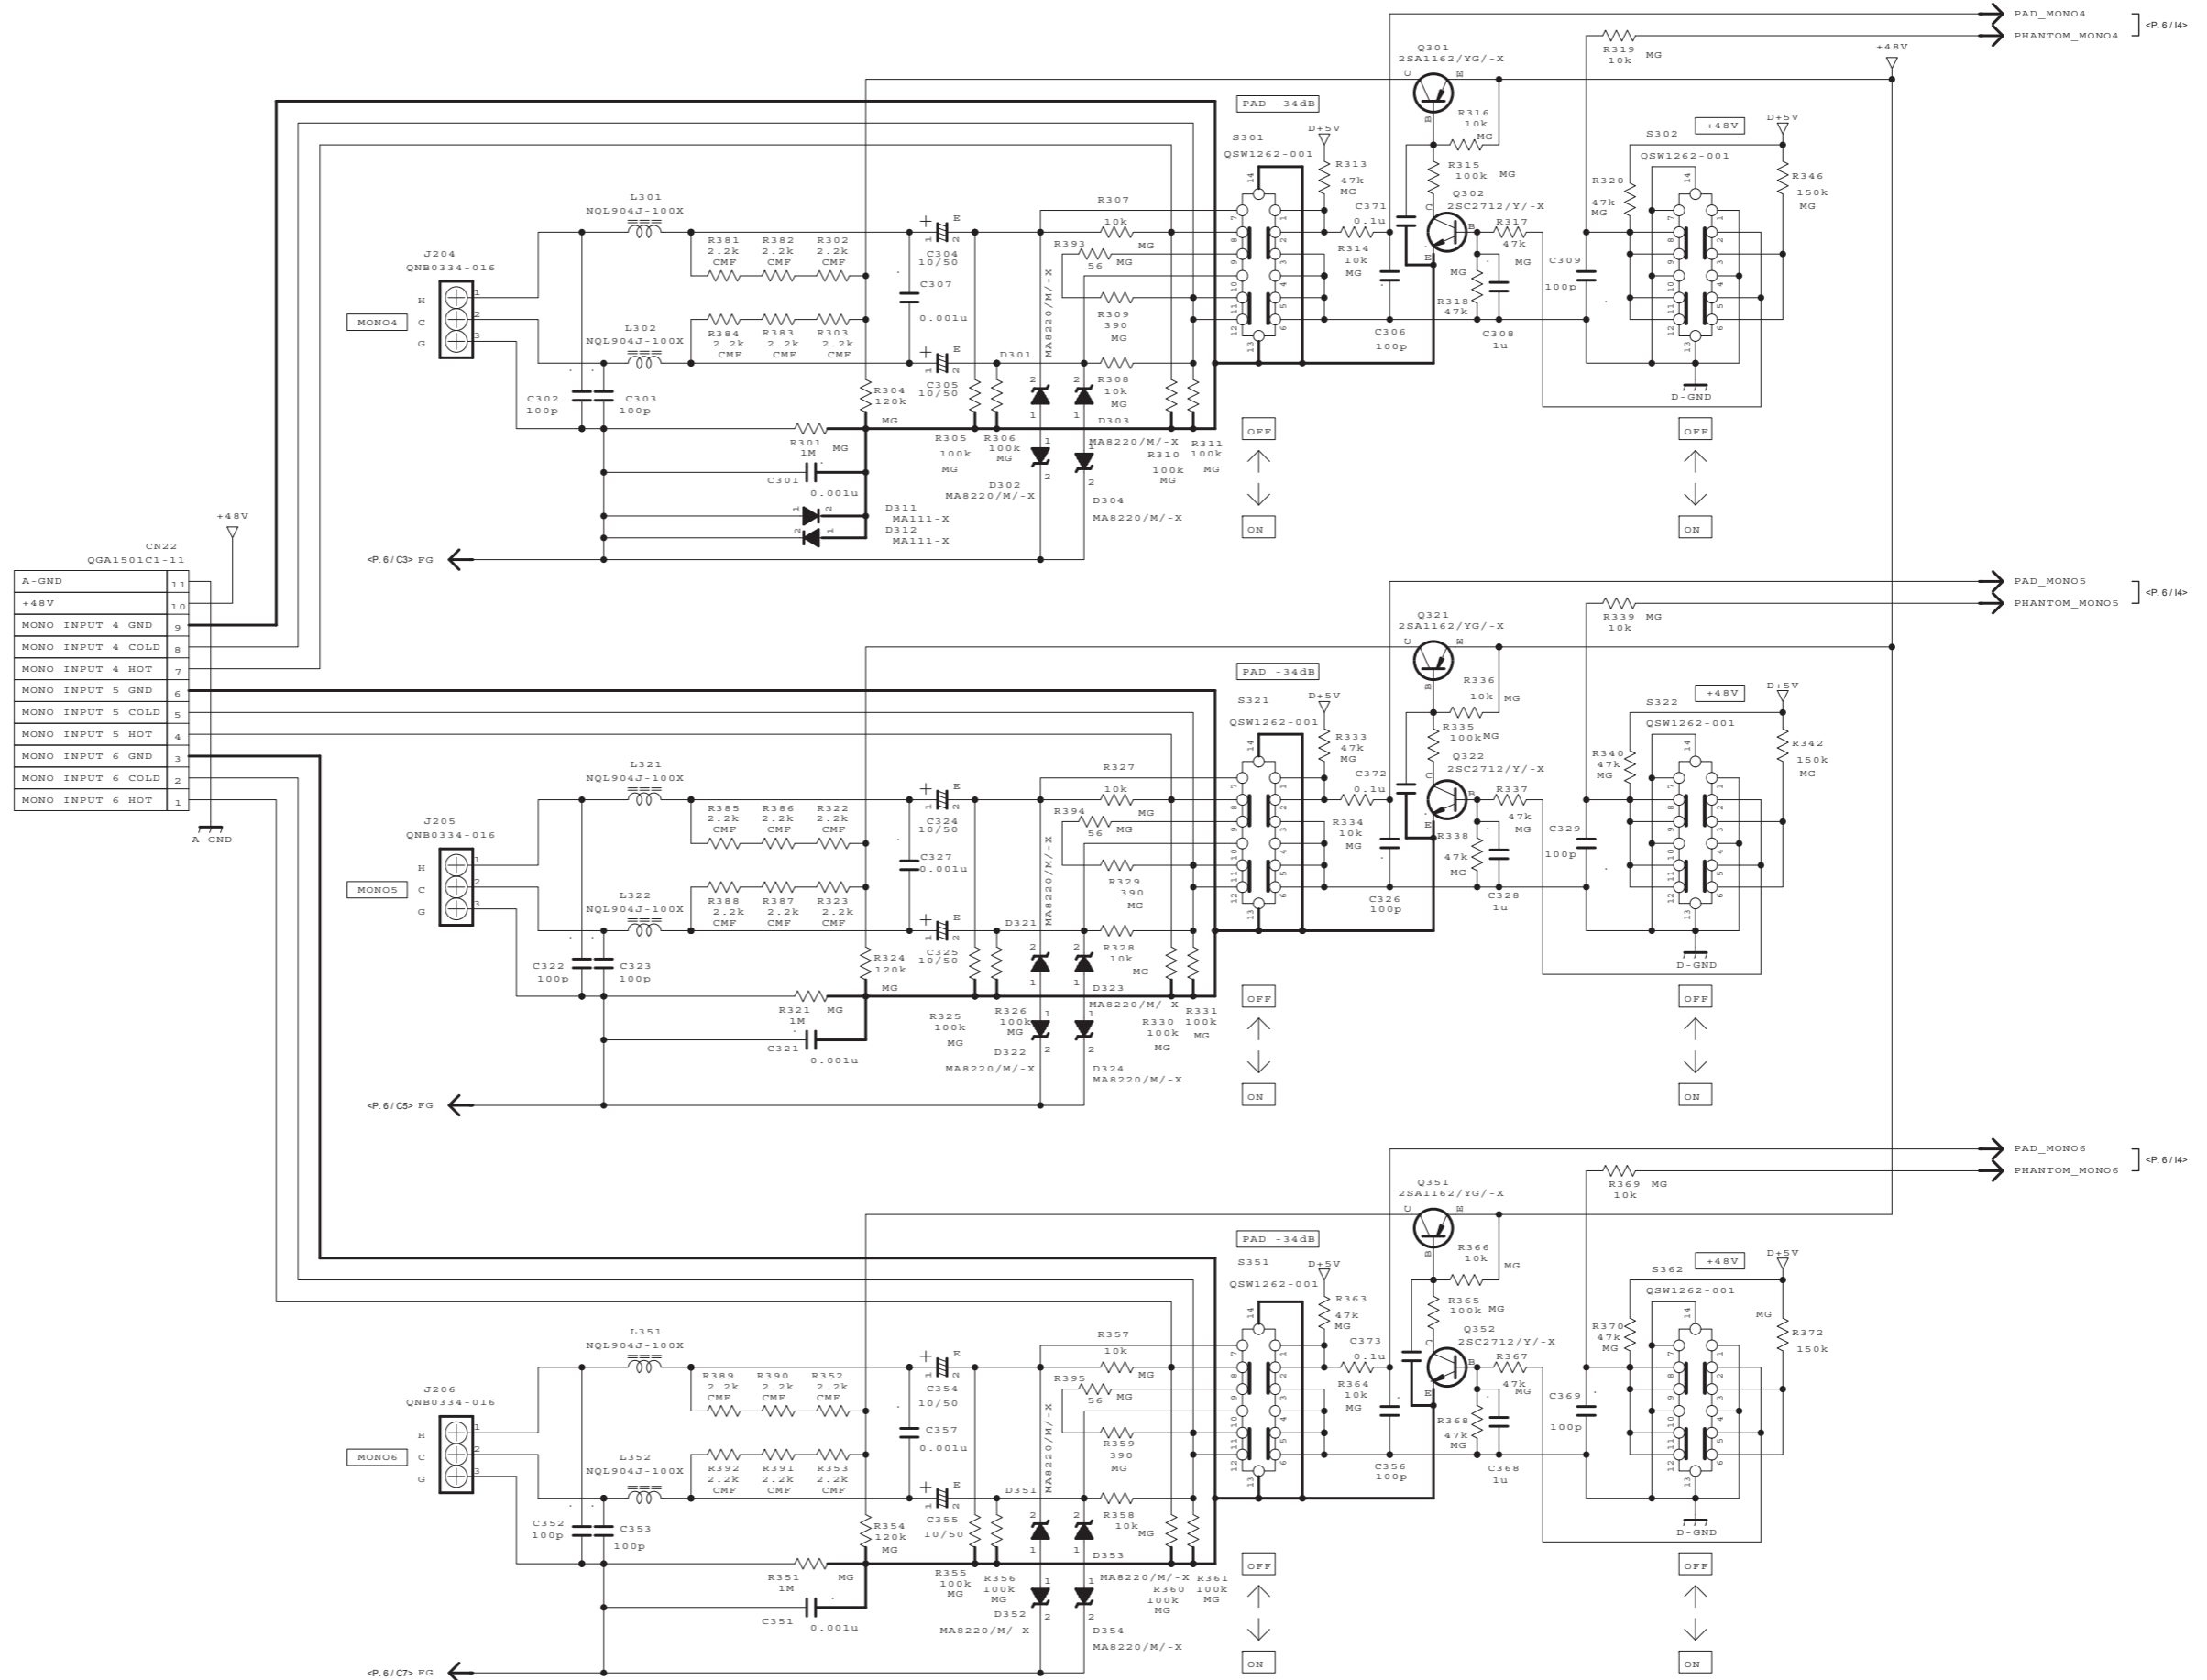 PAD_MONO4
PHANTOM_MONO4
<P. 6 / I4>
R319
10k
MG
+48V
Q301
2SA1162/YG/-X
C
E
B
R316
10k
MG
PAD -34dB
S301
QSW1262-001
D+5V
R313
47k
MG
R315
100k
MG
Q302
2SC2712/Y/-X
C371
0.1u
R314
10k
MG
R317
47k
MG
R318
47k
MG
C306
100p
C308
1u
C309
100p
+48V
S302
QSW1262-001
D+5V
R320
47k
MG
R346
150k
MG
D-GND
OFF
ON
OFF
ON
L301
NQL904J-100X
R381
2.2k
CMF
R382
2.2k
CMF
R302
2.2k
CMF
J204
QNB0334-016
H
C
G
1
2
3
MONO4
L302
NQL904J-100X
R384
2.2k
CMF
R383
2.2k
CMF
R303
2.2k
CMF
C304
10/50
C307
0.001u
C305
10/50
R307
10k
MG
R393
56
MG
R309
390
MG
R308
10k
MG
MA8220/M/-X
D301
D303
MA8220/M/-X
C302
100p
C303
100p
R304
120k
MG
R301
1M
MG
C301
0.001u
R305
100k
MG
R306
100k
MG
R310
100k
MG
R311
100k
MG
D302
MA8220/M/-X
D304
MA8220/M/-X
D311
MA111-X
D312
MA111-X
<P. 6 / C3> FG
+48V
CN22
QGA1501C1-11
A-GND 11
+48V 10
MONO INPUT 4 GND 9
MONO INPUT 4 COLD 8
MONO INPUT 4 HOT 7
MONO INPUT 5 GND 6
MONO INPUT 5 COLD 5
MONO INPUT 5 HOT 4
MONO INPUT 6 GND 3
MONO INPUT 6 COLD 2
MONO INPUT 6 HOT 1
A-GND
PAD_MONO5
PHANTOM_MONO5
<P. 6 / I4>
R339
10k
MG
Q321
2SA1162/YG/-X
C
E
B
R336
10k
MG
PAD -34dB
S321
QSW1262-001
D+5V
R333
47k
MG
R335
100k
MG
Q322
2SC2712/Y/-X
C372
0.1u
R334
10k
MG
R337
47k
MG
R338
47k
MG
C326
100p
C328
1u
C329
100p
+48V
S322
QSW1262-001
D+5V
R340
47k
MG
R342
150k
MG
D-GND
OFF
ON
OFF
ON
L321
NQL904J-100X
R385
2.2k
CMF
R386
2.2k
CMF
R322
2.2k
CMF
J205
QNB0334-016
H
C
G
1
2
3
MONO5
L322
NQL904J-100X
R388
2.2k
CMF
R387
2.2k
CMF
R323
2.2k
CMF
C324
10/50
C327
0.001u
C325
10/50
R327
10k
MG
R394
56
MG
R329
390
MG
R328
10k
MG
MA8220/M/-X
D321
D323
MA8220/M/-X
C322
100p
C323
100p
R324
120k
MG
R321
1M
MG
C321
0.001u
R325
100k
MG
R326
100k
MG
R330
100k
MG
R331
100k
MG
D322
MA8220/M/-X
D324
MA8220/M/-X
<P. 6 / C5> FG
PAD_MONO6
PHANTOM_MONO6
<P. 6 / I4>
R369
10k
MG
Q351
2SA1162/YG/-X
C
E
B
R366
10k
MG
PAD -34dB
S351
QSW1262-001
D+5V
R363
47k
MG
R365
100k
MG
Q352
2SC2712/Y/-X
C373
0.1u
R364
10k
MG
R367
47k
MG
R368
47k
MG
C356
100p
C368
1u
C369
100p
+48V
S362
QSW1262-001
D+5V
R370
47k
MG
R372
150k
MG
D-GND
OFF
ON
OFF
ON
L351
NQL904J-100X
R389
2.2k
CMF
R390
2.2k
CMF
R352
2.2k
CMF
J206
QNB0334-016
H
C
G
1
2
3
MONO6
L352
NQL904J-100X
R392
2.2k
CMF
R391
2.2k
CMF
R353
2.2k
CMF
C354
10/50
C357
0.001u
C355
10/50
R357
10k
MG
R395
56
MG
R359
390
MG
R358
10k
MG
MA8220/M/-X
D351
D353
MA8220/M/-X
C352
100p
C353
100p
R354
120k
MG
R351
1M
MG
C351
0.001u
R355
100k
MG
R356
100k
MG
R360
100k
MG
R361
100k
MG
D352
MA8220/M/-X
D354
MA8220/M/-X
<P. 6 / C7> FG